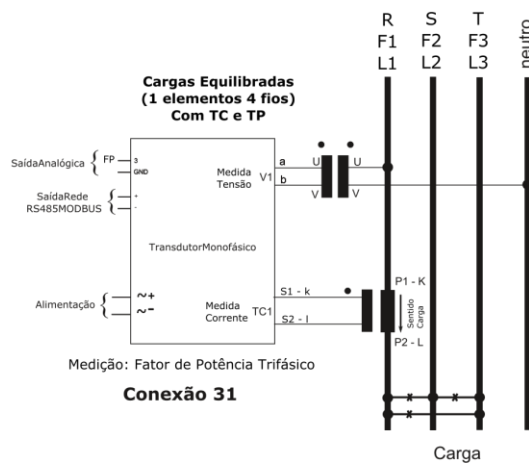 R S T
F1 F2 F3
L1 L2 L3
neutro
Cargas Equilibradas
(1 elementos 4 fios)
Com TC e TP
SaídaAnalógica { FP 3
GND
Medida
Tensão
V1
a
b
U U
V V
SaídaRede
RS485MODBUS
{ +
-
TransdutorMonofásico
Alimentação { ~+
~-
Medida
Corrente
TC1
S1 - k
S2 - l
P1 - K
Sentido
Carga
P2 - L
Medição: Fator de Potência Trifásico
Conexão 31
Carga